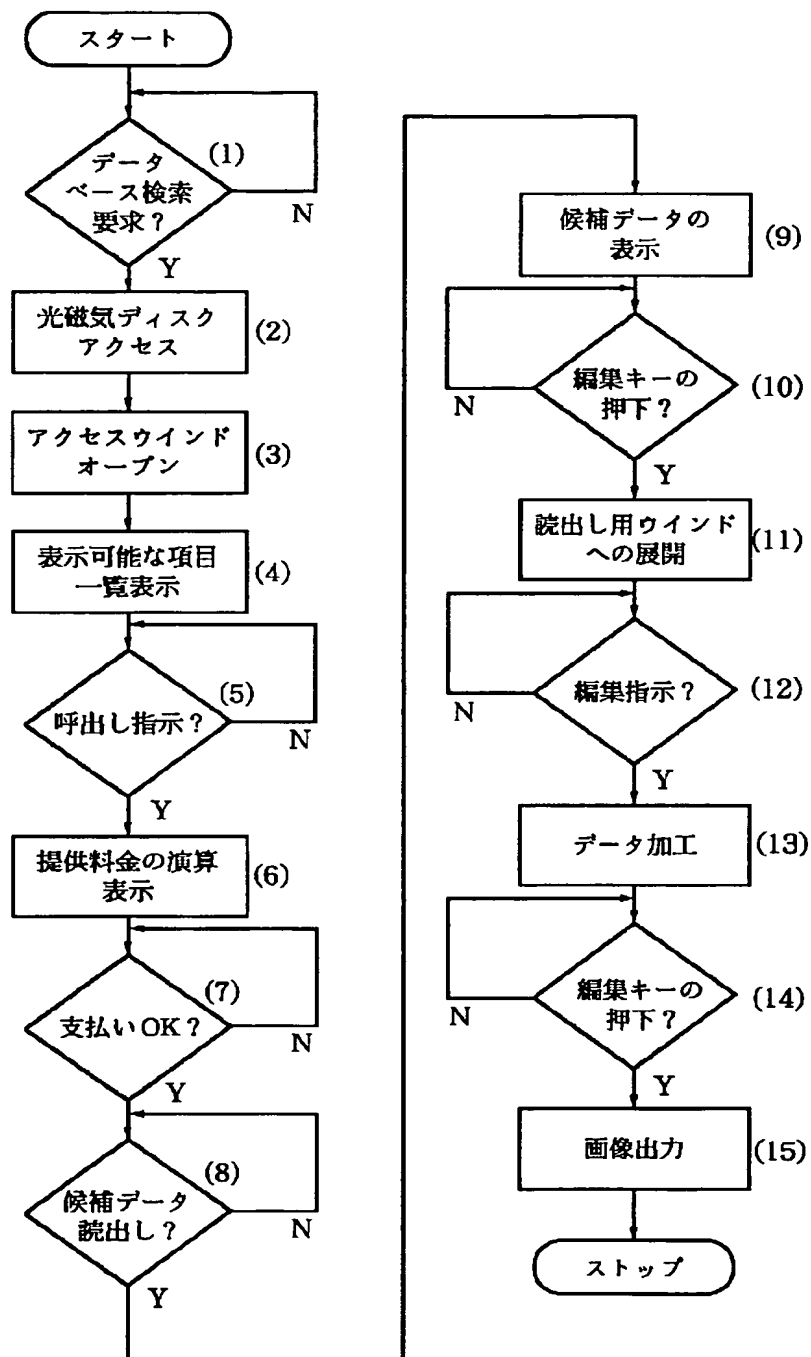 スタート
データ
ベース検索
要求？
(1)
N
Y
光磁気ディスク
アクセス
(2)
アクセスウインド
オープン
(3)
表示可能な項目
一覧表示
(4)
呼出し指示？
(5)
N
Y
提供料金の演算
表示
(6)
支払いOK？
(7)
N
Y
候補データ
読出し？
(8)
N
Y
候補データの
表示
(9)
編集キーの
押下？
(10)
N
Y
読出し用ウインド
への展開
(11)
編集指示？
(12)
N
Y
データ加工
(13)
編集キーの
押下？
(14)
N
Y
画像出力
(15)
ストップ